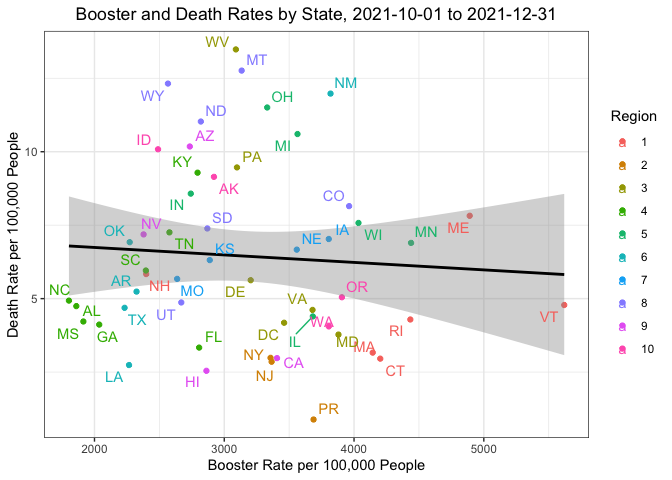 Booster and Death Rates by State, 2021-10-01 to 2021-12-31
WV
MT
WY
NM
OH
ND
MI
AZ
ID
PA
KY
AK
IN
CO
SD
NV
OK
TN
KS
NE
IA
WI
MN
ME
SC
NH
AR
MO
DE
OR
NC
AL
TX
UT
VA
WA
RI
VT
MS
GA
DC
IL
MD
FL
NY
NJ
CA
MA
CT
LA
HI
PR
10
5
Death Rate per 100,000 People
2000
3000
4000
5000
Booster Rate per 100,000 People
Region
1
2
3
4
5
6
7
8
9
10